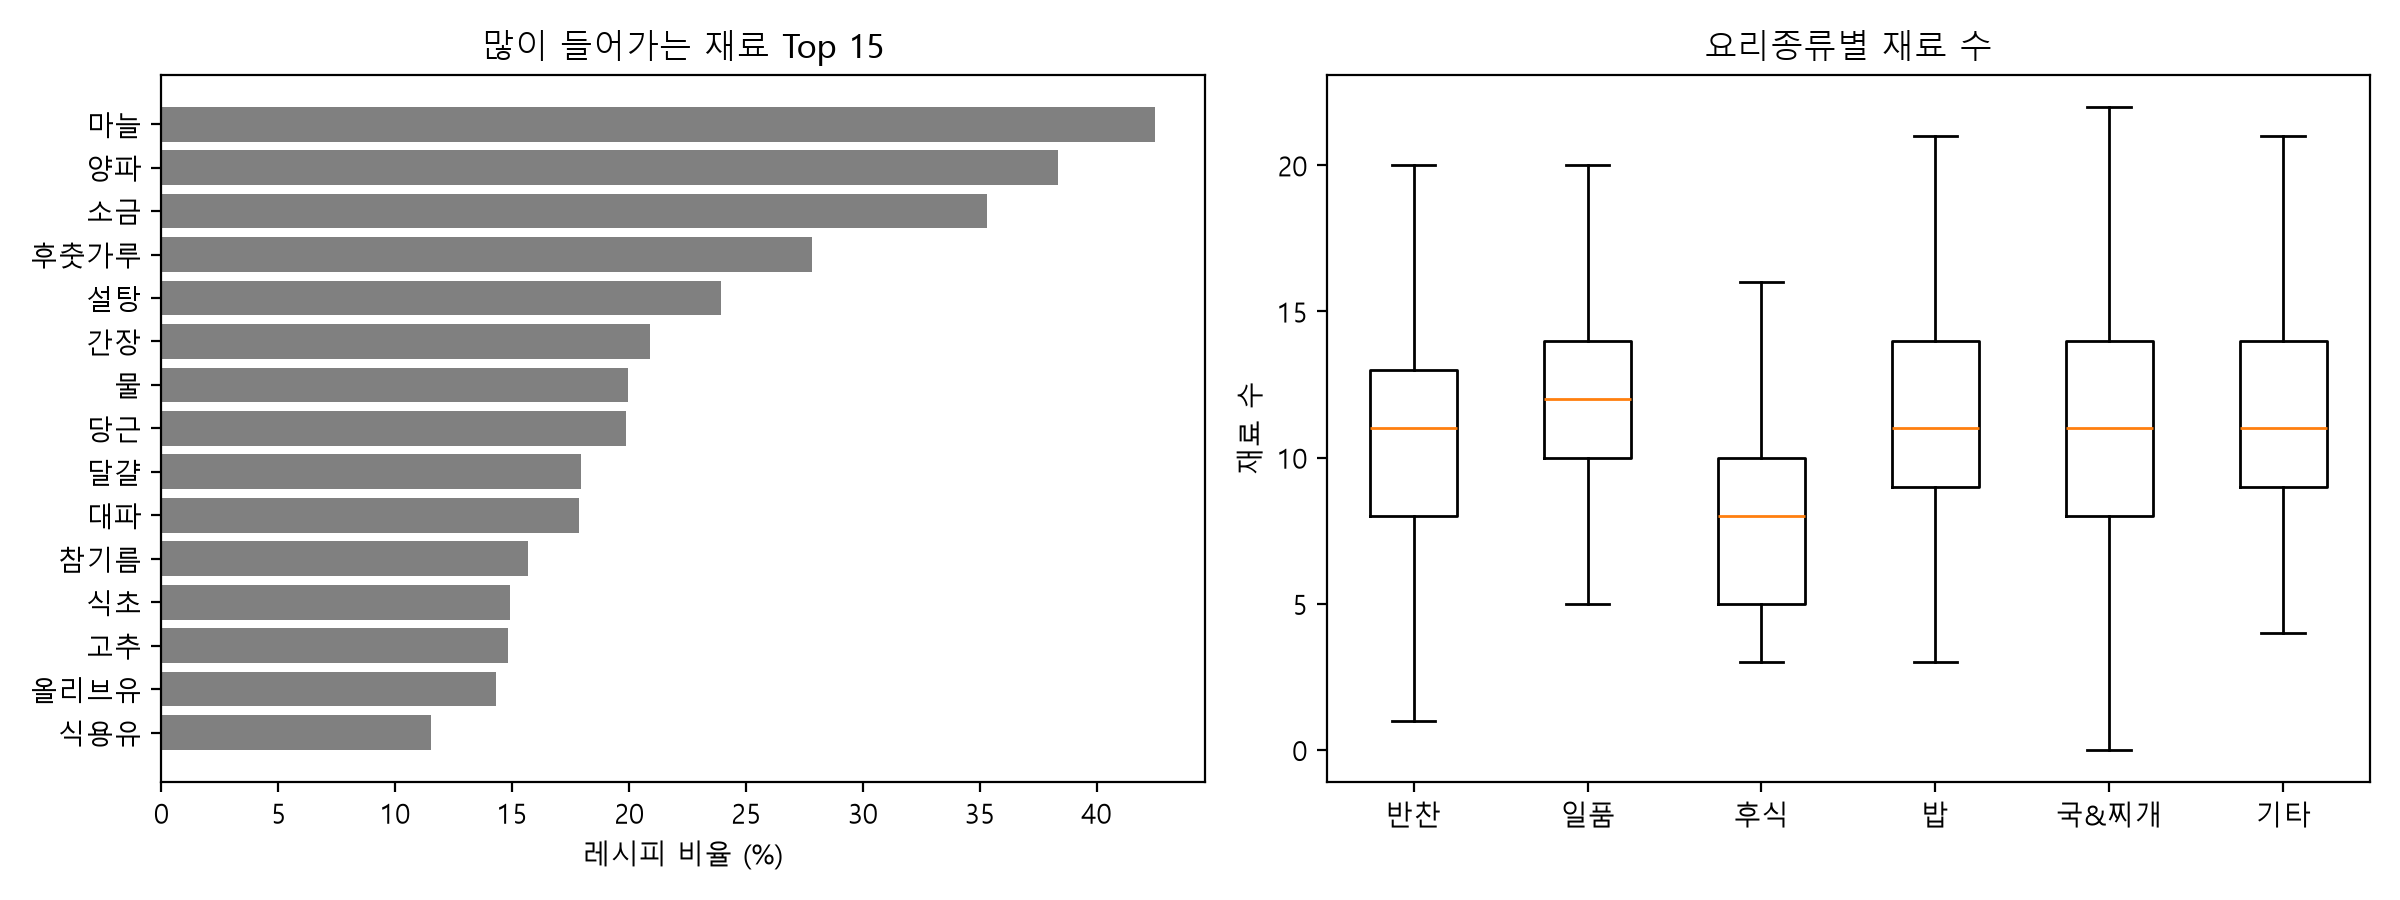 많이 들어가는 재료 Top 15
마늘
양파
소금
후춧가루
설탕
간장
물
당근
달걀
대파
참기름
식초
고추
올리브유
식용유
0 5 10 15 20 25 30 35 40
레시피 비율 (%)
요리종류별 재료 수
재료 수
20
15
10
5
0
반찬 일품 후식 밥 국&찌개 기타